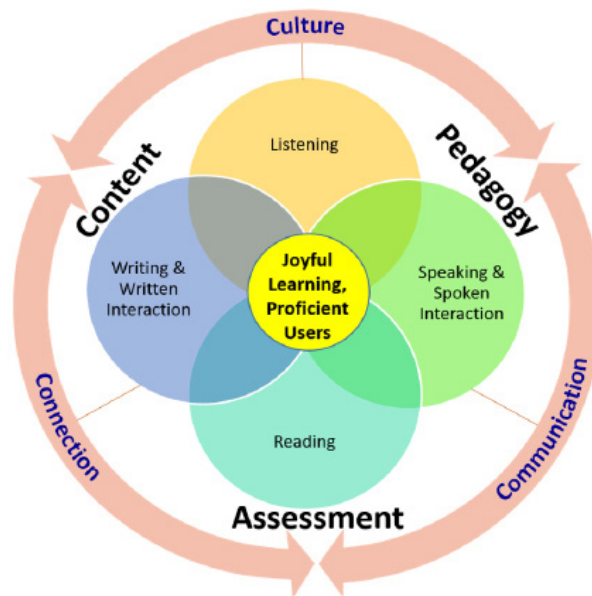 Culture
Content
Pedagogy
Listening
Writing &
Written
Interaction
Joyful
Learning,
Proficient
Users
Speaking &
Spoken
Interaction
Reading
Connection
Communication
Assessment